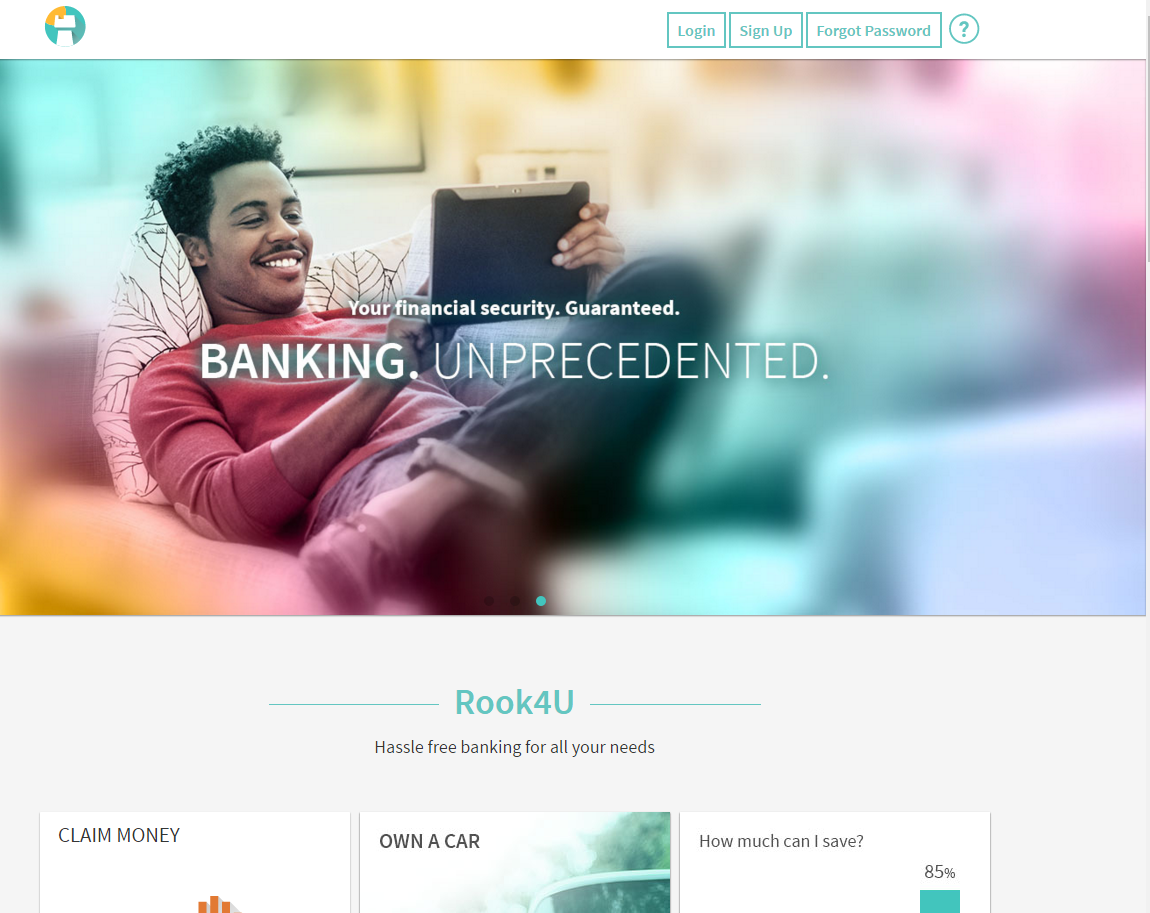 Login
Sign Up
Forgot Password
?
Your financial security. Guaranteed.
BANKING. UNPRECEDENTED.
Rook4U
Hassle free banking for all your needs
CLAIM MONEY
OWN A CAR
How much can I save?
85%